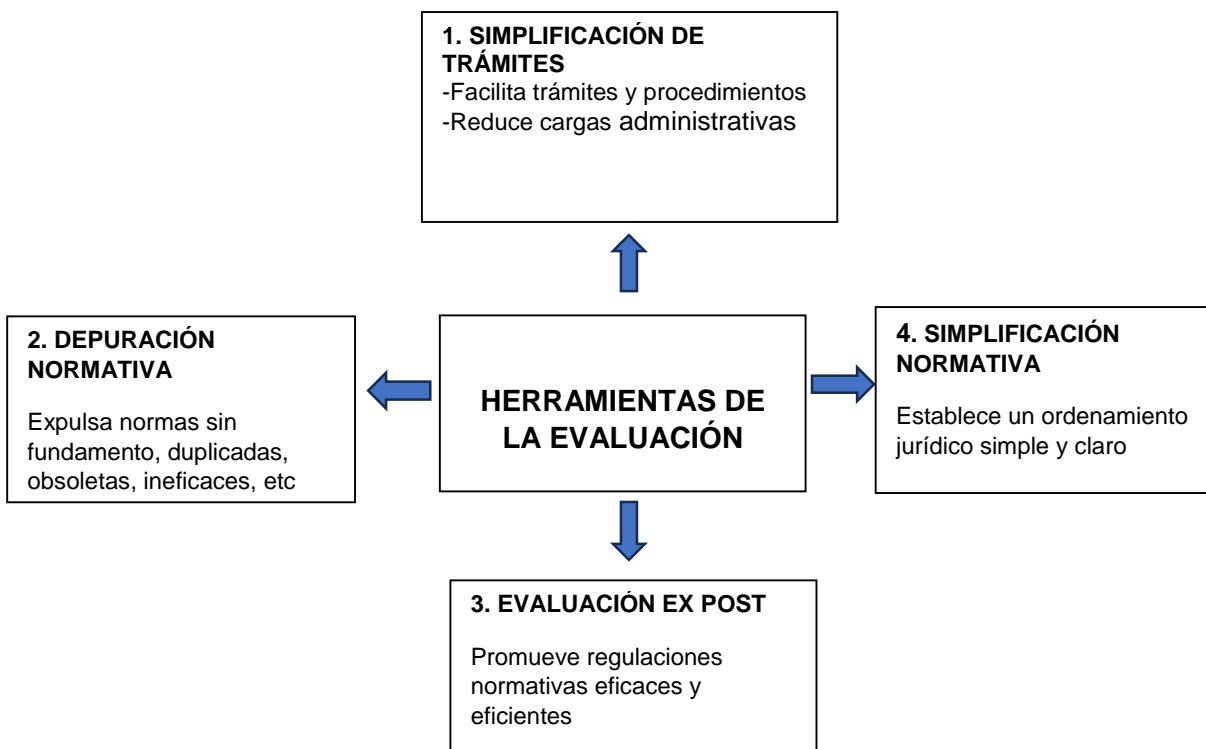 1. SIMPLIFICACIÓN DE
TRÁMITES
-Facilita trámites y procedimientos
-Reduce cargas administrativas
2. DEPURACIÓN
NORMATIVA
Expulsa normas sin
fundamento, duplicadas,
obsoletas, ineficaces, etc
HERRAMIENTAS DE
LA EVALUACIÓN
4. SIMPLIFICACIÓN
NORMATIVA
Establece un ordenamiento
jurídico simple y claro
3. EVALUACIÓN EX POST
Promueve regulaciones
normativas eficaces y
eficientes